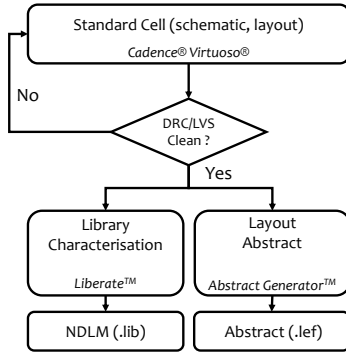 Standard Cell (schematic, layout)
Cadence® Virtuoso®
No
DRC/LVS
Clean ?
Yes
Library
Characterisation
Liberate™
Layout
Abstract
Abstract Generator™
NDLM (.lib)
Abstract (.lef)